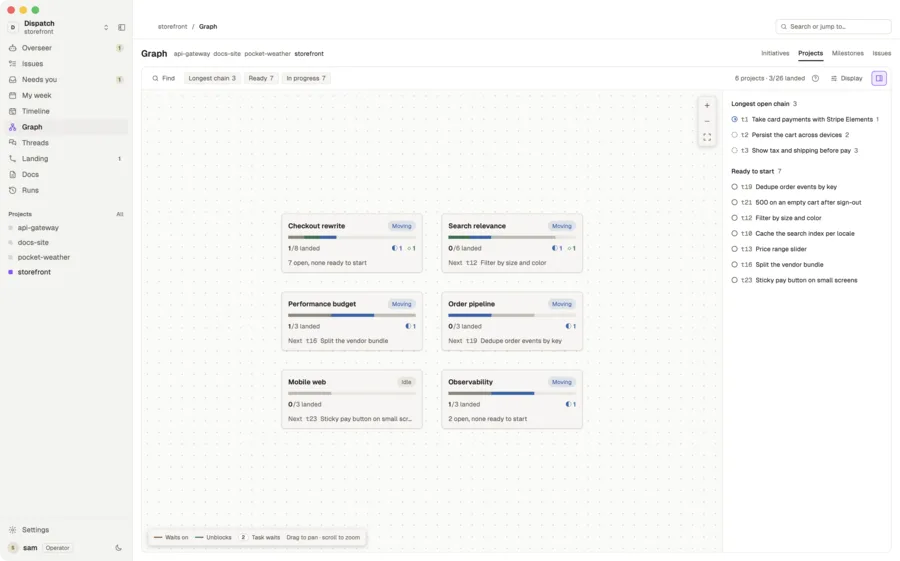 D
Dispatch
storefront
Overseer 1
Issues
Needs you 1
My week
Timeline
Graph
Threads
Landing 1
Docs
Runs
Projects All
api-gateway
docs-site
pocket-weather
storefront
Settings
S sam Operator
storefront / Graph
Search or jump to...
Graph api-gateway docs-site pocket-weather storefront
Initiatives Projects Milestones Issues
Find Longest chain 3 Ready 7 In progress 7
6 projects · 3/26 landed ? Display
+
−
Checkout rewrite Moving
1/8 landed 1 1
7 open, none ready to start
Search relevance Moving
0/6 landed 1 1
Next t12 Filter by size and color
Performance budget Moving
1/3 landed 1
Next t16 Split the vendor bundle
Order pipeline Moving
0/3 landed 1
Next t19 Dedupe order events by key
Mobile web Idle
0/3 landed
Next t23 Sticky pay button on small scr...
Observability Moving
1/3 landed 1
2 open, none ready to start
Waits on Unblocks 2 Task waits Drag to pan · scroll to zoom
Longest open chain 3
t1 Take card payments with Stripe Elements 1
t2 Persist the cart across devices 2
t3 Show tax and shipping before pay 3
Ready to start 7
t19 Dedupe order events by key
t21 500 on an empty cart after sign-out
t12 Filter by size and color
t10 Cache the search index per locale
t13 Price range slider
t16 Split the vendor bundle
t23 Sticky pay button on small screens